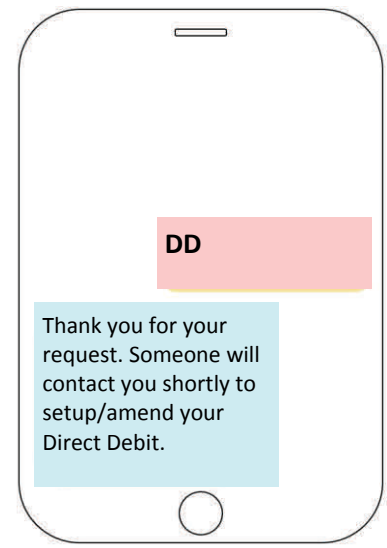 DD
Thank you for your
request. Someone will
contact you shortly to
setup/amend your
Direct Debit.